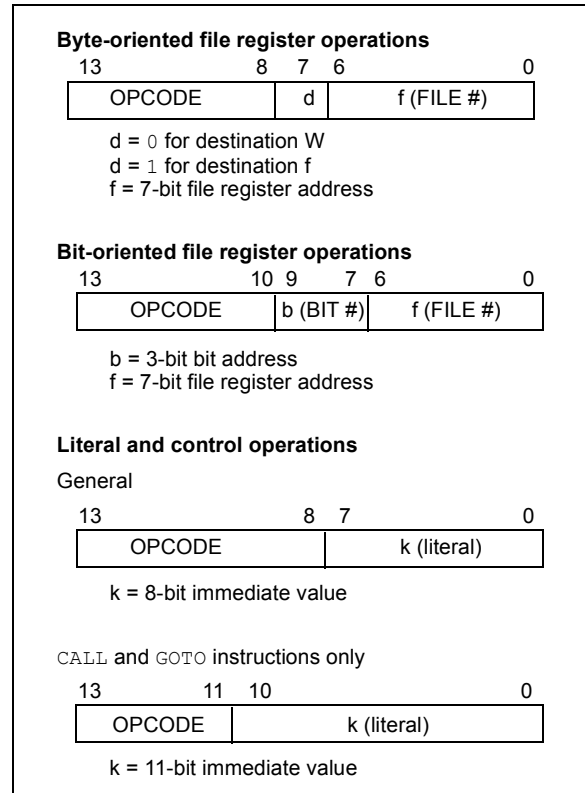 Byte-oriented file register operations
13 8 7 6 0
OPCODE d f (FILE #)
d = 0 for destination W
d = 1 for destination f
f = 7-bit file register address
Bit-oriented file register operations
13 10 9 7 6 0
OPCODE b (BIT #) f (FILE #)
b = 3-bit bit address
f = 7-bit file register address
Literal and control operations
General
13 8 7 0
OPCODE k (literal)
k = 8-bit immediate value
CALL and GOTO instructions only
13 11 10 0
OPCODE k (literal)
k = 11-bit immediate value